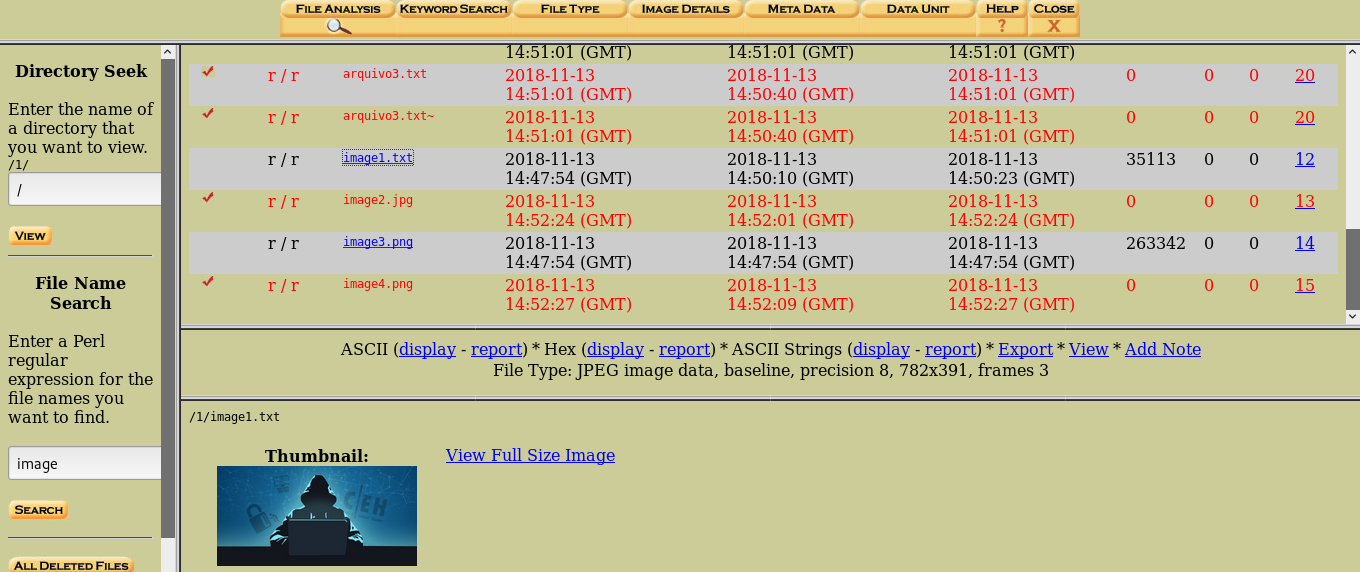 FILE ANALYSIS KEYWORD SEARCH FILE TYPE IMAGE DETAILS META DATA DATA UNIT HELP CLOSE
? X
Directory Seek
Enter the name of
a directory that
you want to view.
/1/
/
VIEW
File Name
Search
Enter a Perl
regular
expression for the
file names you
want to find.
image
SEARCH
ALL DELETED FILES
14:51:01 (GMT) 14:51:01 (GMT) 14:51:01 (GMT)
r / r arquivo3.txt 2018-11-13 2018-11-13 2018-11-13 0 0 0 20
14:51:01 (GMT) 14:50:40 (GMT) 14:51:01 (GMT)
r / r arquivo3.txt~ 2018-11-13 2018-11-13 2018-11-13 0 0 0 20
14:51:01 (GMT) 14:50:40 (GMT) 14:51:01 (GMT)
r / r image1.txt 2018-11-13 2018-11-13 2018-11-13 35113 0 0 12
14:47:54 (GMT) 14:50:10 (GMT) 14:50:23 (GMT)
r / r image2.jpg 2018-11-13 2018-11-13 2018-11-13 0 0 0 13
14:52:24 (GMT) 14:52:01 (GMT) 14:52:24 (GMT)
r / r image3.png 2018-11-13 2018-11-13 2018-11-13 263342 0 0 14
14:47:54 (GMT) 14:47:54 (GMT) 14:47:54 (GMT)
r / r image4.png 2018-11-13 2018-11-13 2018-11-13 0 0 0 15
14:52:27 (GMT) 14:52:09 (GMT) 14:52:27 (GMT)
ASCII (display - report) * Hex (display - report) * ASCII Strings (display - report) * Export * View * Add Note
File Type: JPEG image data, baseline, precision 8, 782x391, frames 3
/1/image1.txt
Thumbnail: View Full Size Image
C|EH